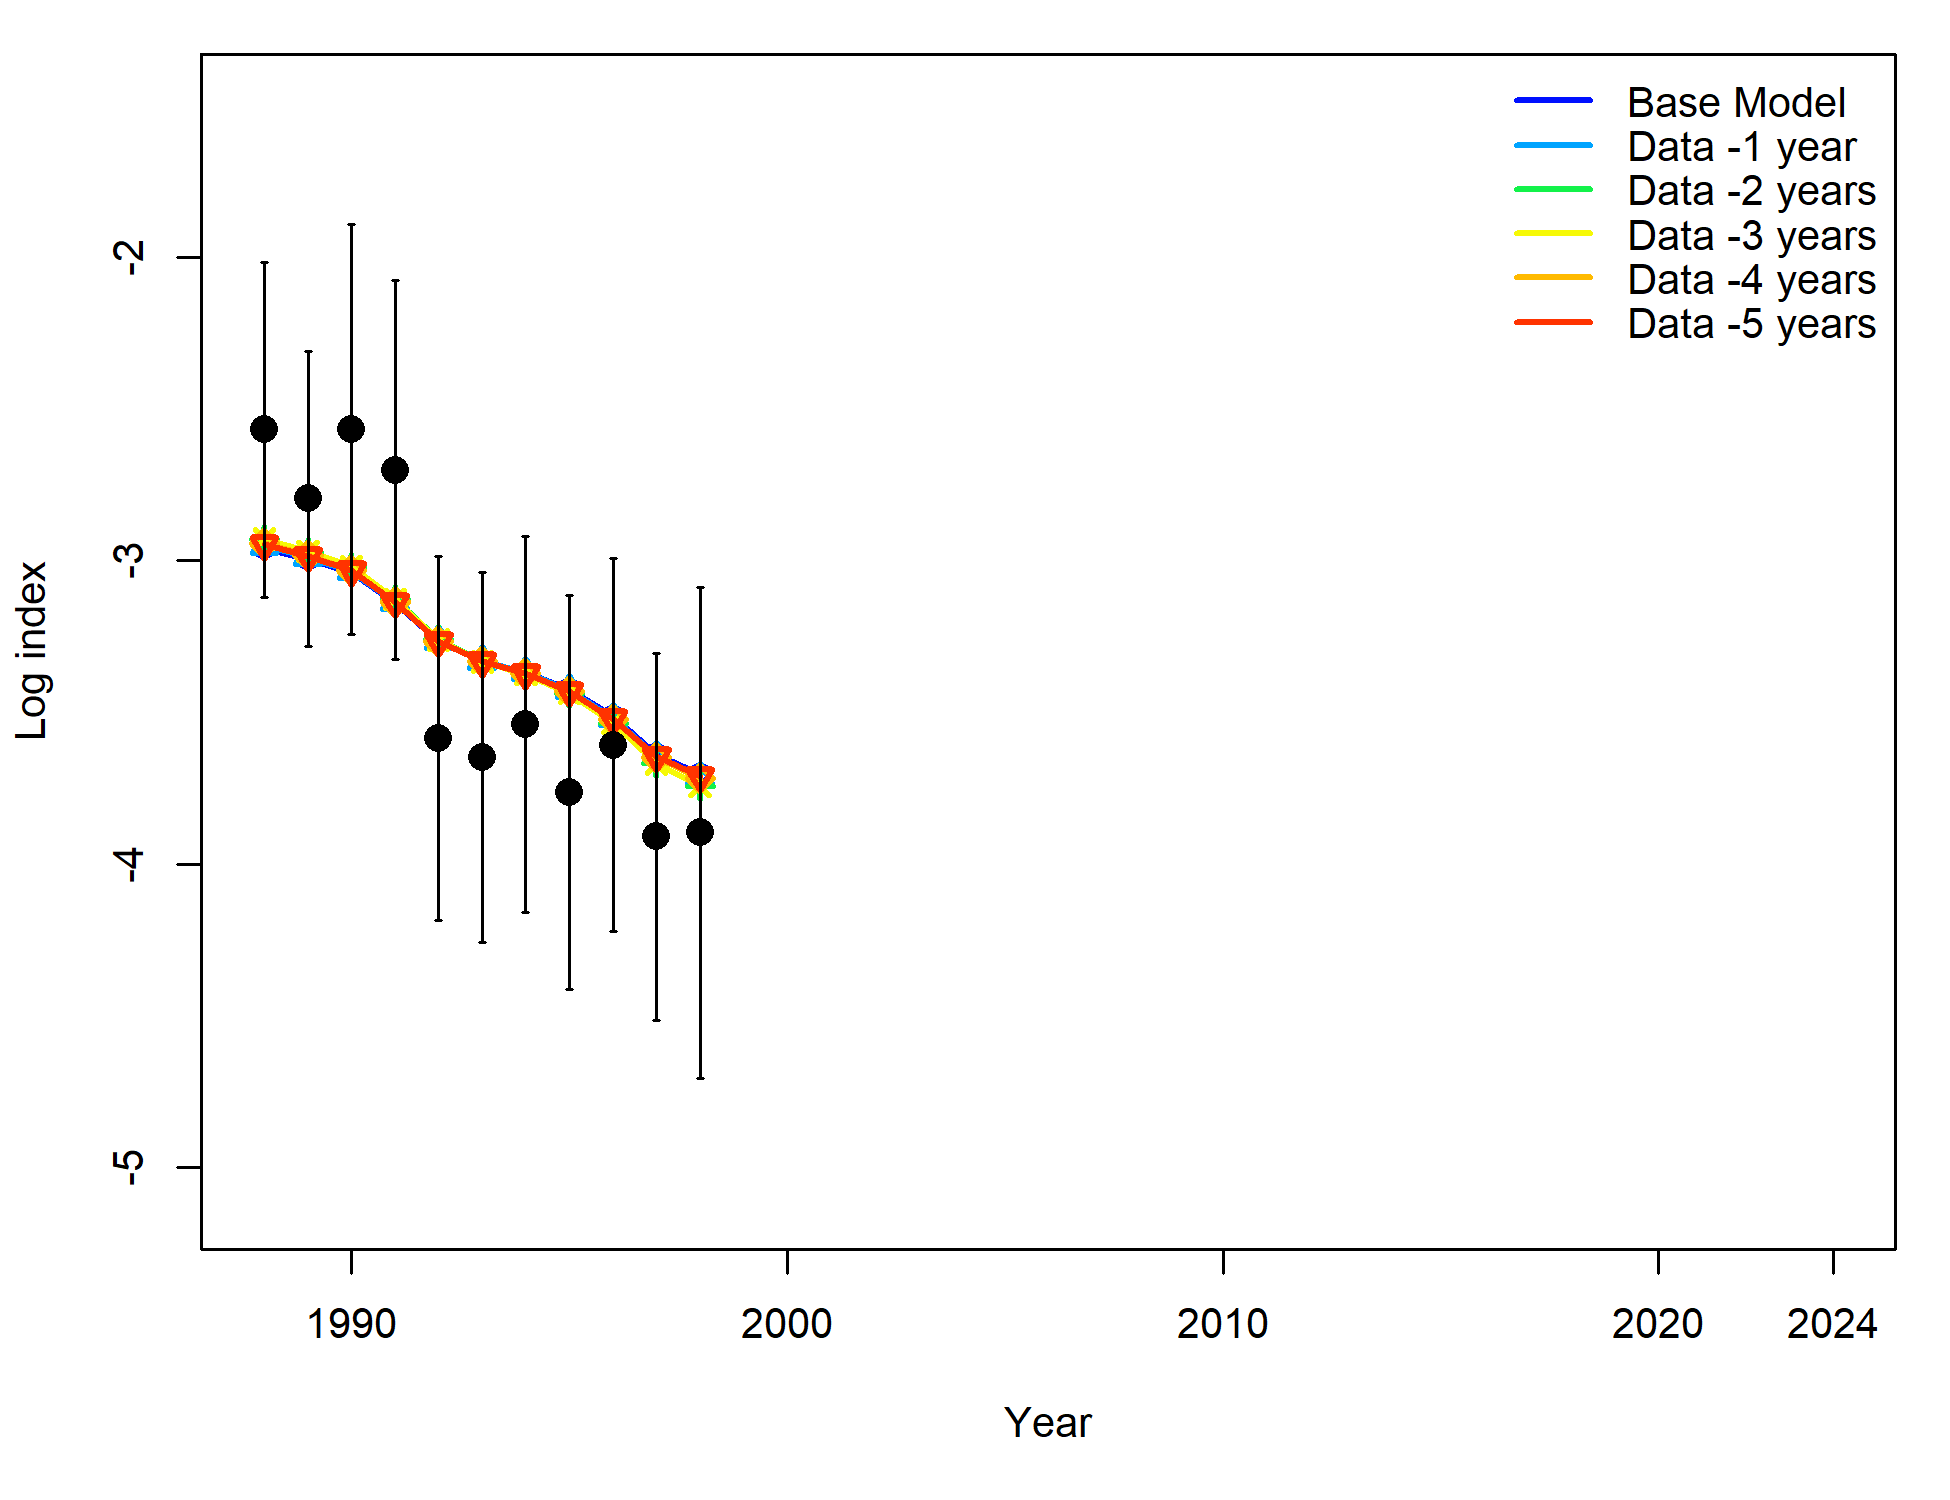 Base Model
Data -1 year
Data -2 years
Data -3 years
Data -4 years
Data -5 years
Log index
-2
-3
-4
-5
1990 2000 2010 2020 2024
Year